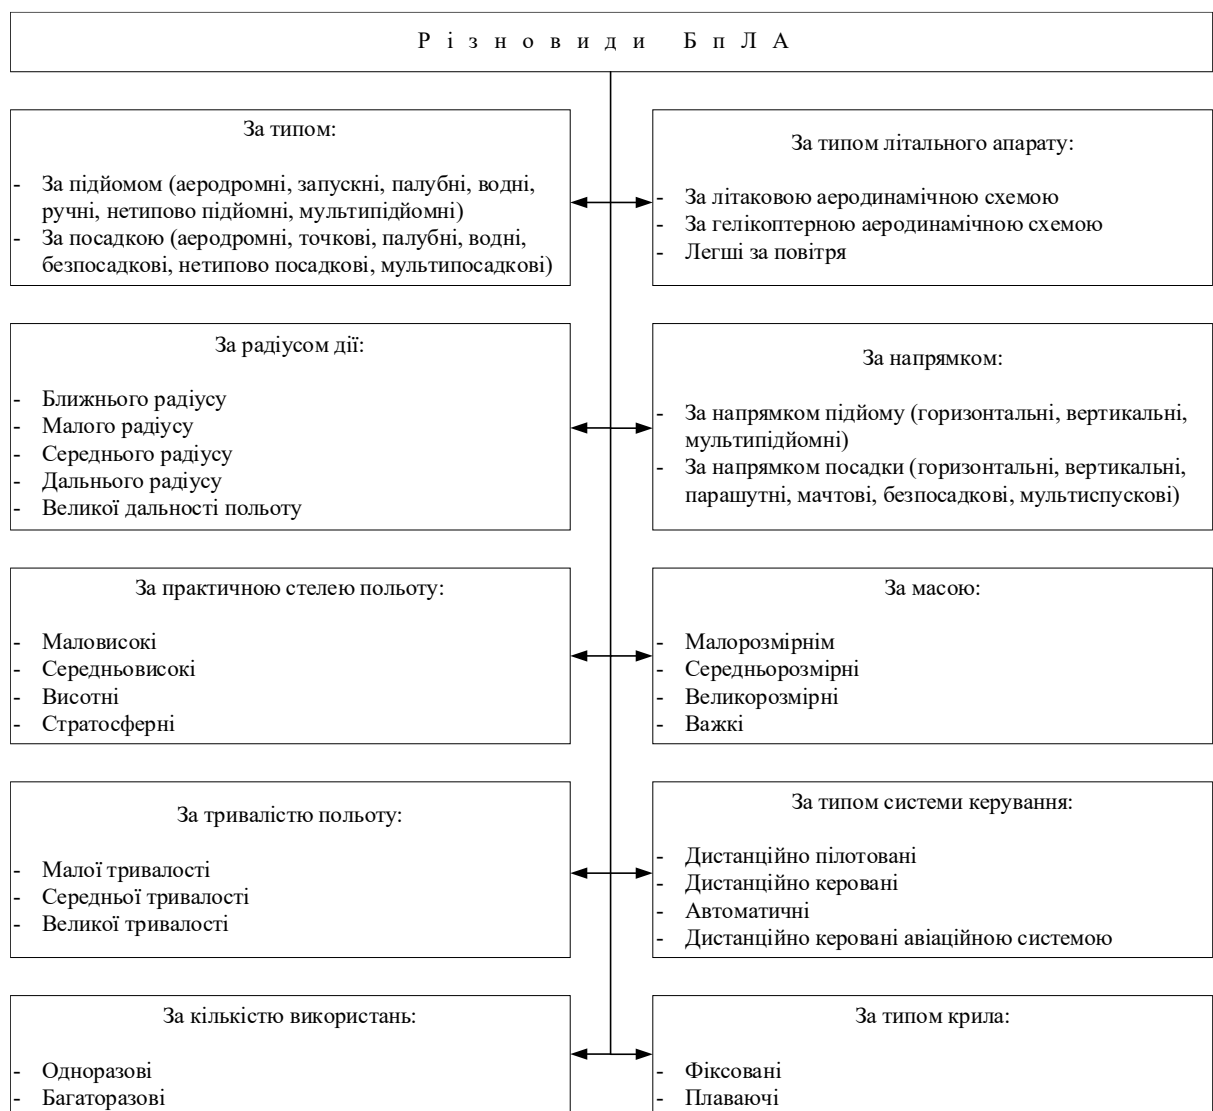 Різновиди БпЛА
За типом:
- За підйомом (аеродромні, запускні, палубні, водні,
ручні, нетипово підйомні, мультипідйомні)
- За посадкою (аеродромні, точкові, палубні, водні,
безпосадкові, нетипово посадкові, мультипосадкові)
За типом літального апарату:
- За літаковою аеродинамічною схемою
- За гелікоптерною аеродинамічною схемою
- Легші за повітря
За радіусом дії:
- Ближнього радіусу
- Малого радіусу
- Середнього радіусу
- Дальнього радіусу
- Великої дальності польоту
За напрямком:
- За напрямком підйому (горизонтальні, вертикальні,
мультипідйомні)
- За напрямком посадки (горизонтальні, вертикальні,
парашутні, мачтові, безпосадкові, мультиспускові)
За практичною стелею польоту:
- Маловисокі
- Середньовисокі
- Висотні
- Стратосферні
За масою:
- Малорозмірнім
- Середньорозмірні
- Великорозмірні
- Важкі
За тривалістю польоту:
- Малої тривалості
- Середньої тривалості
- Великої тривалості
За типом системи керування:
- Дистанційно пілотовані
- Дистанційно керовані
- Автоматичні
- Дистанційно керовані авіаційною системою
За кількістю використань:
- Одноразові
- Багаторазові
За типом крила:
- Фіксовані
- Плаваючі